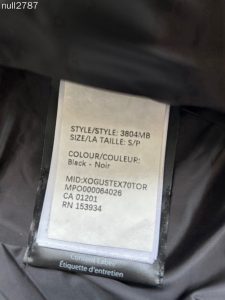 null2787
STYLE/STYLE: 3804MB
SIZE/LA TAILLE: S/P
COLOUR/COULEUR:
Black - Noir
MID:XOGUSTEX70TOR
MPO000064026
CA 01201
RN 153934
Content Label
Étiquette d'entretien